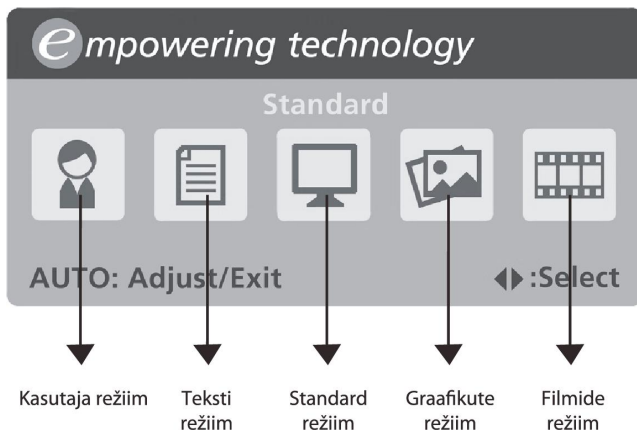 empowering technology
Standard
AUTO: Adjust/Exit ◀▶ :Select
Kasutaja režiim Teksti režiim Standard režiim Graafikute režiim Filmide režiim